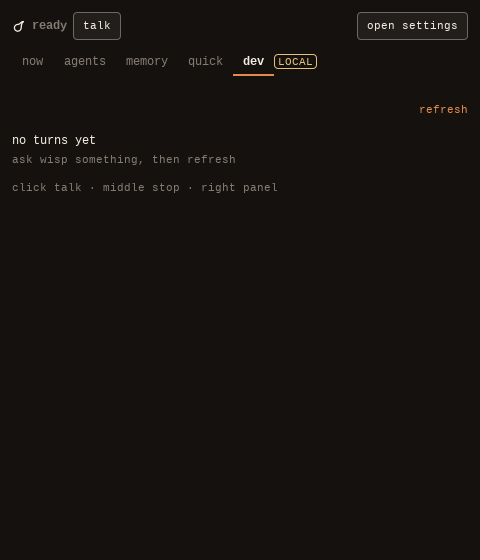 ready talk open settings
now agents memory quick dev LOCAL
refresh
no turns yet
ask wisp something, then refresh
click talk · middle stop · right panel